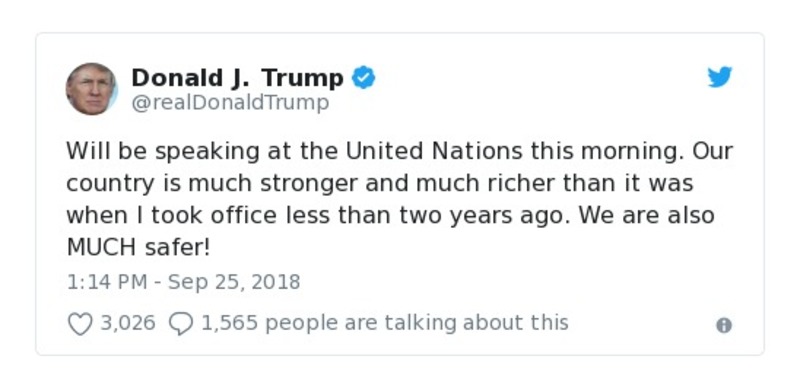 Donald J. Trump
@realDonaldTrump
Will be speaking at the United Nations this morning. Our
country is much stronger and much richer than it was
when I took office less than two years ago. We are also
MUCH safer!
1:14 PM - Sep 25, 2018
3,026 1,565 people are talking about this